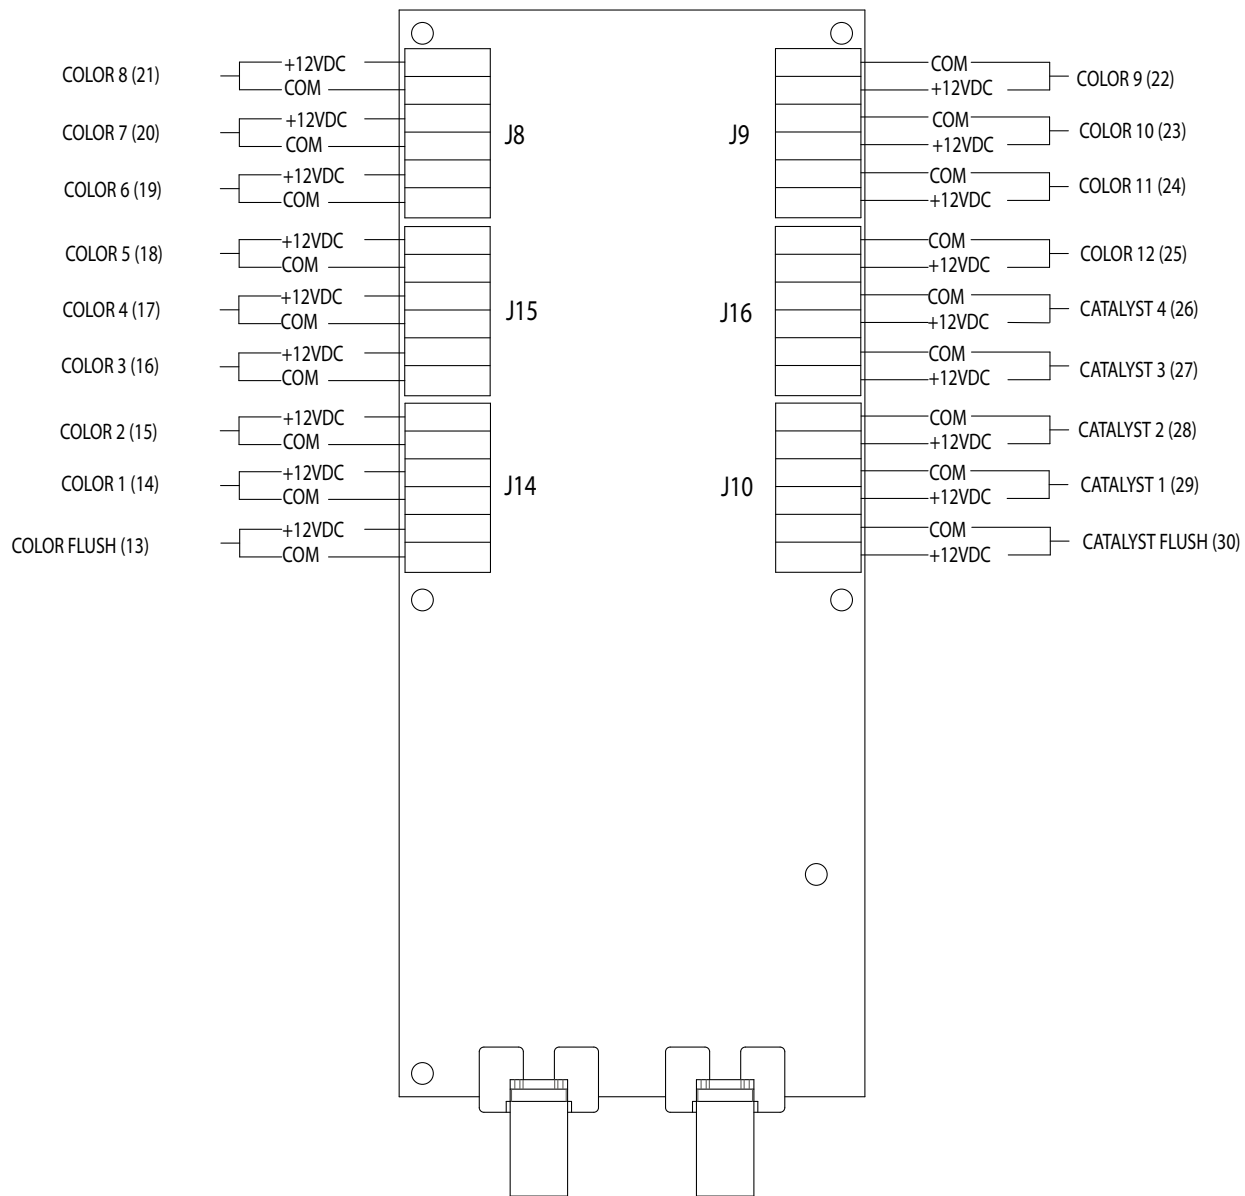 +12VDC COM
COLOR 8 (21) COLOR 9 (22)
COM +12VDC
+12VDC COM
COLOR 7 (20) J8 J9 COLOR 10 (23)
COM +12VDC
+12VDC COM
COLOR 6 (19) COLOR 11 (24)
COM +12VDC
+12VDC COM
COLOR 5 (18) COLOR 12 (25)
COM +12VDC
+12VDC COM
COLOR 4 (17) J15 J16 CATALYST 4 (26)
COM +12VDC
+12VDC COM
COLOR 3 (16) CATALYST 3 (27)
COM +12VDC
+12VDC COM
COLOR 2 (15) CATALYST 2 (28)
COM +12VDC
+12VDC COM
COLOR 1 (14) J14 J10 CATALYST 1 (29)
COM +12VDC
+12VDC COM
COLOR FLUSH (13) CATALYST FLUSH (30)
COM +12VDC